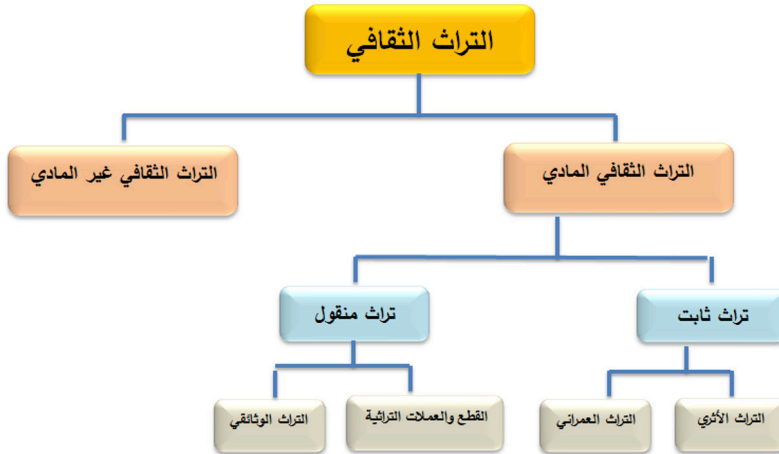 التراث الثقافي
التراث الثقافي المادي
التراث الثقافي غير المادي
تراث ثابت
تراث منقول
التراث الأثري
التراث العمراني
القطع والعملات التراثية
التراث الوثائقي